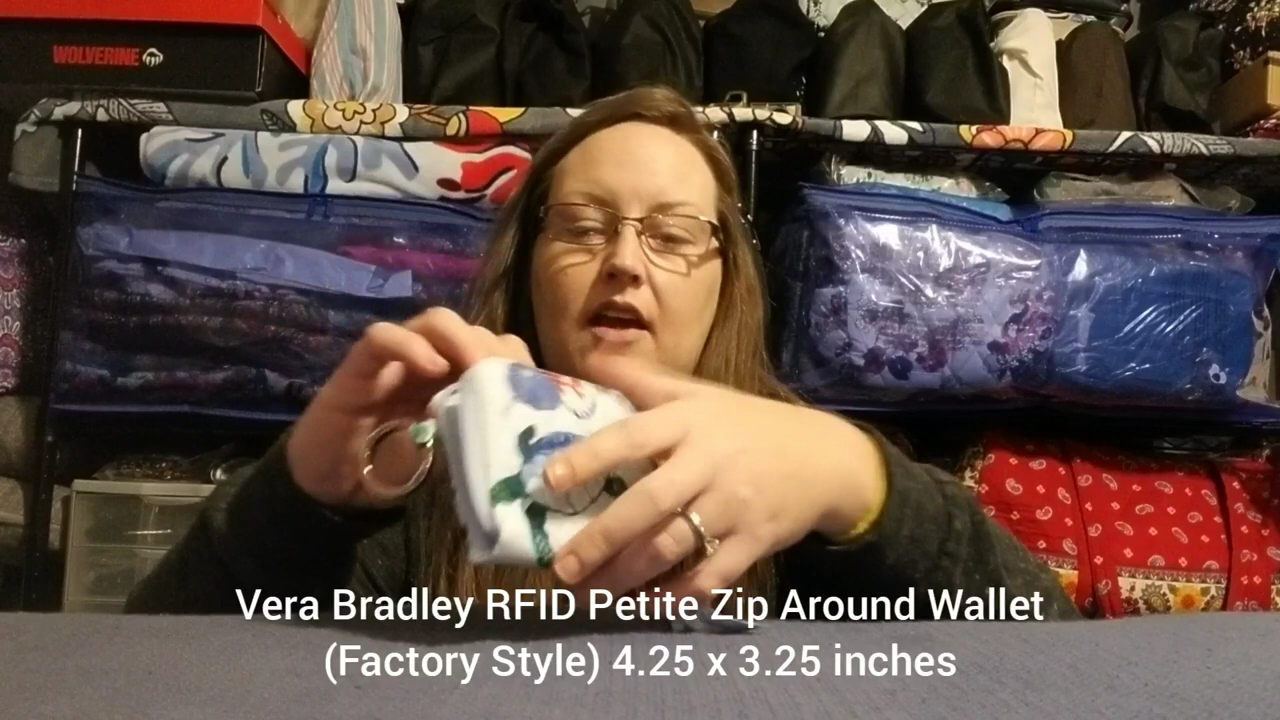 WOLVERINE
Vera Bradley RFID Petite Zip Around Wallet
(Factory Style) 4.25 x 3.25 inches